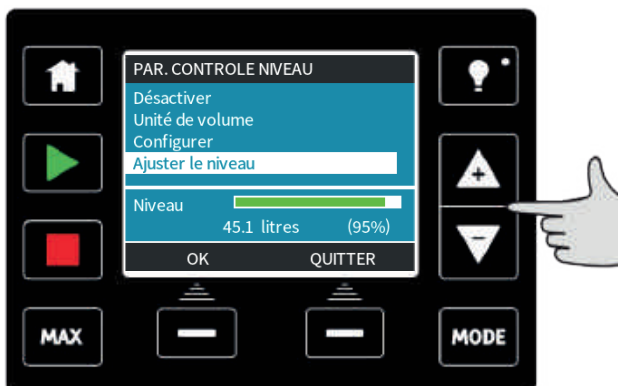 PAR. CONTROLE NIVEAU
Désactiver
Unité de volume
Configurer
Ajuster le niveau
Niveau
45.1 litres (95%)
OK QUITTER
MAX
MODE